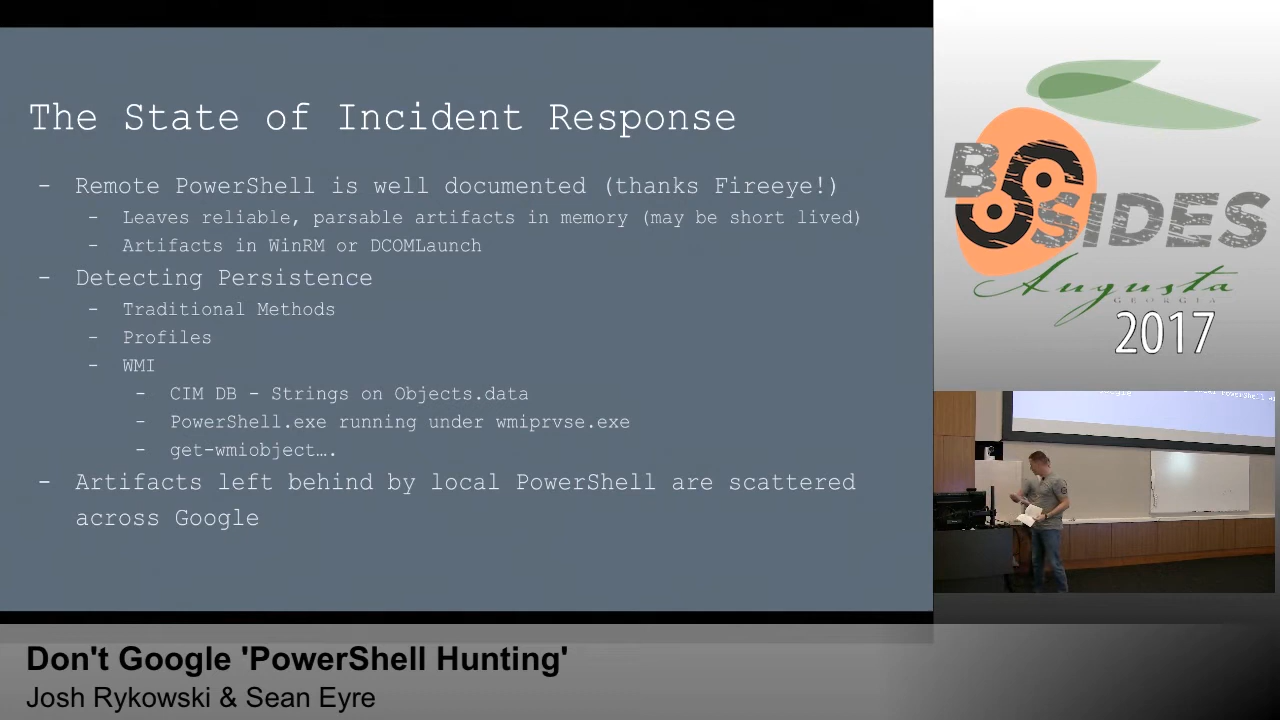 The State of Incident Response
- Remote PowerShell is well documented (thanks Fireeye!)
- Leaves reliable, parsable artifacts in memory (may be short lived)
- Artifacts in WinRM or DCOMLaunch
- Detecting Persistence
- Traditional Methods
- Profiles
- WMI
- CIM DB - Strings on Objects.data
- PowerShell.exe running under wmiprvse.exe
- get-wmiobject….
- Artifacts left behind by local PowerShell are scattered
across Google
BSIDES
Augusta
GEORGIA
2017
Don't Google 'PowerShell Hunting'
Josh Rykowski & Sean Eyre